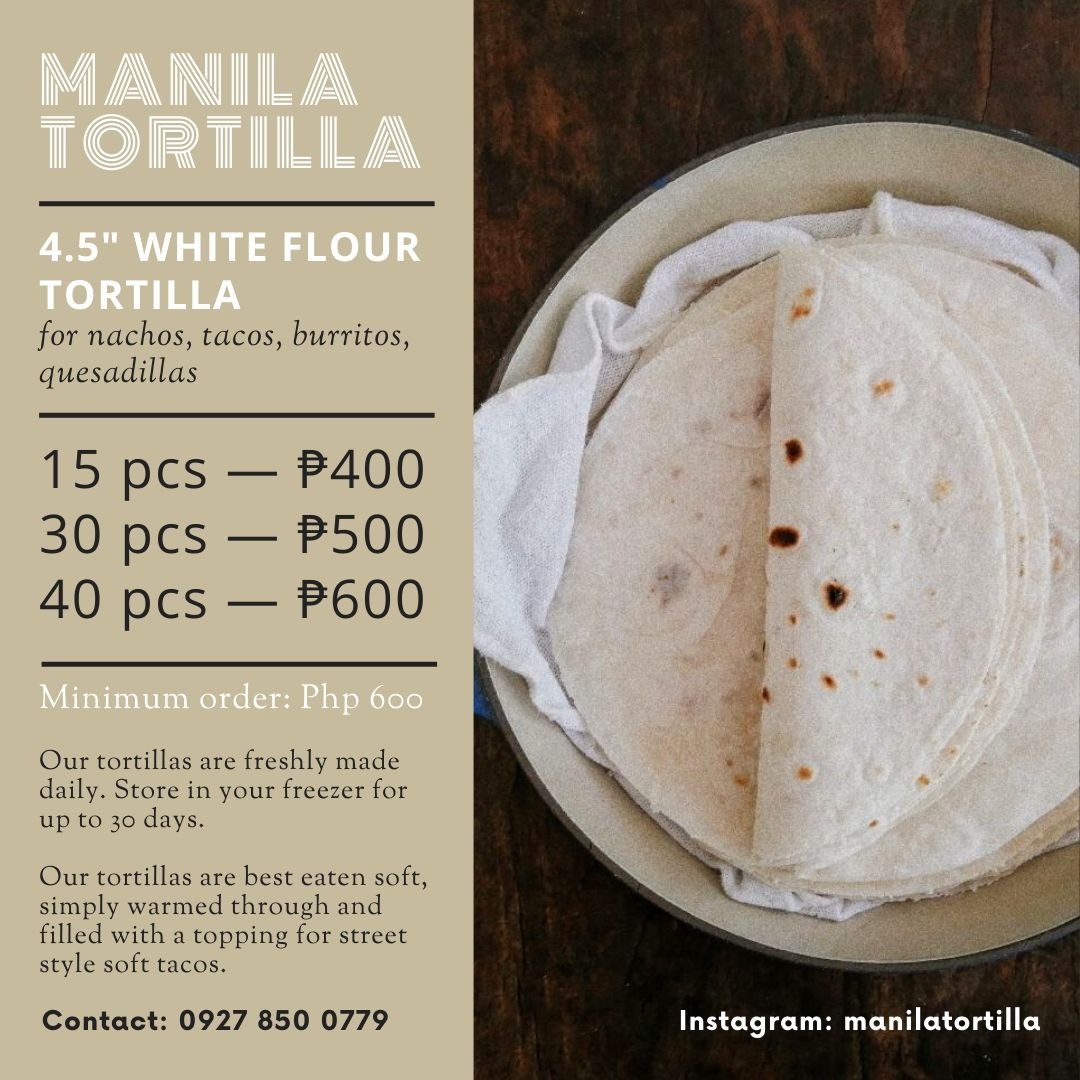 MANILA
TORTILLA
4.5" WHITE FLOUR
TORTILLA
for nachos, tacos, burritos,
quesadillas
15 pcs — ₱400
30 pcs — ₱500
40 pcs — ₱600
Minimum order: Php 600
Our tortillas are freshly made
daily. Store in your freezer for
up to 30 days.
Our tortillas are best eaten soft,
simply warmed through and
filled with a topping for street
style soft tacos.
Contact: 0927 850 0779
Instagram: manilatortilla